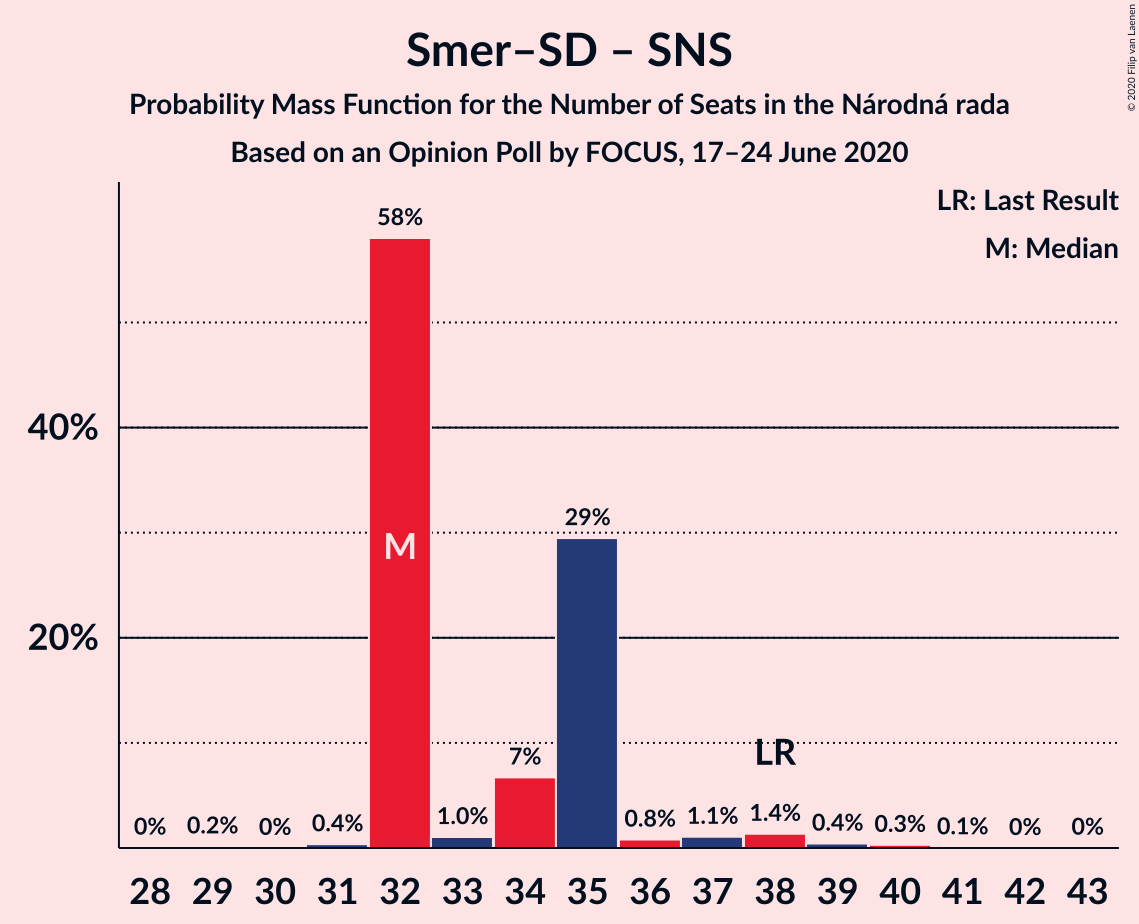 Smer–SD – SNS
Probability Mass Function for the Number of Seats in the Národná rada
Based on an Opinion Poll by FOCUS, 17–24 June 2020
© 2020 Filip van Laenen
LR: Last Result
M: Median
58%
40%
M
29%
20%
LR
7%
0% 0.2% 0% 0.4% 1.0% 0.8% 1.1% 1.4% 0.4% 0.3% 0.1% 0% 0%
28 29 30 31 32 33 34 35 36 37 38 39 40 41 42 43